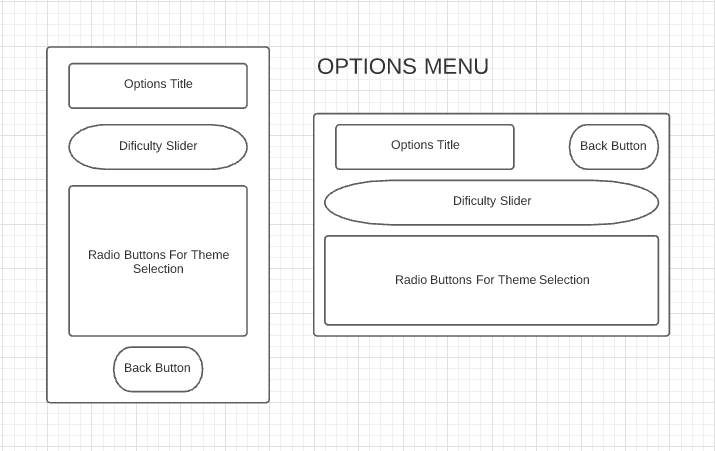 OPTIONS MENU
Options Title
Dificulty Slider
Radio Buttons For Theme
Selection
Back Button
Options Title
Back Button
Dificulty Slider
Radio Buttons For Theme Selection